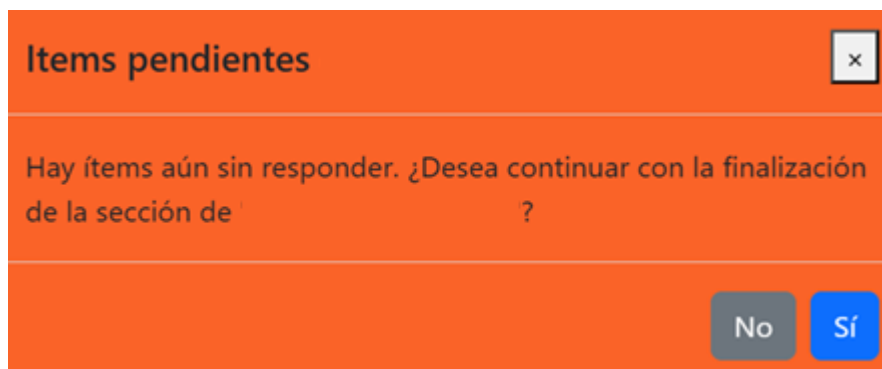 Items pendientes
×
Hay ítems aún sin responder. ¿Desea continuar con la finalización
de la sección de ' '?
No Sí